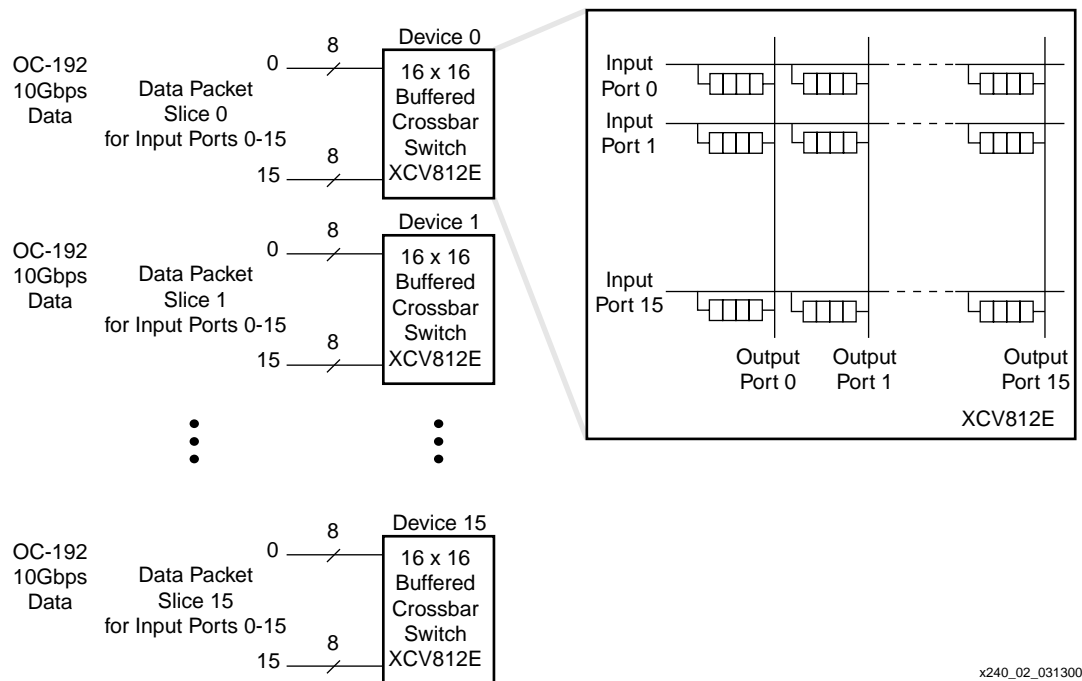 OC-192
10Gbps
Data
Data Packet
Slice 0
for Input Ports 0-15
0
8
15
8
Device 0
16 x 16
Buffered
Crossbar
Switch
XCV812E
OC-192
10Gbps
Data
Data Packet
Slice 1
for Input Ports 0-15
0
8
15
8
Device 1
16 x 16
Buffered
Crossbar
Switch
XCV812E
OC-192
10Gbps
Data
Data Packet
Slice 15
for Input Ports 0-15
0
8
15
8
Device 15
16 x 16
Buffered
Crossbar
Switch
XCV812E
Input
Port 0
Input
Port 1
Input
Port 15
Output
Port 0
Output
Port 1
Output
Port 15
XCV812E
x240_02_031300